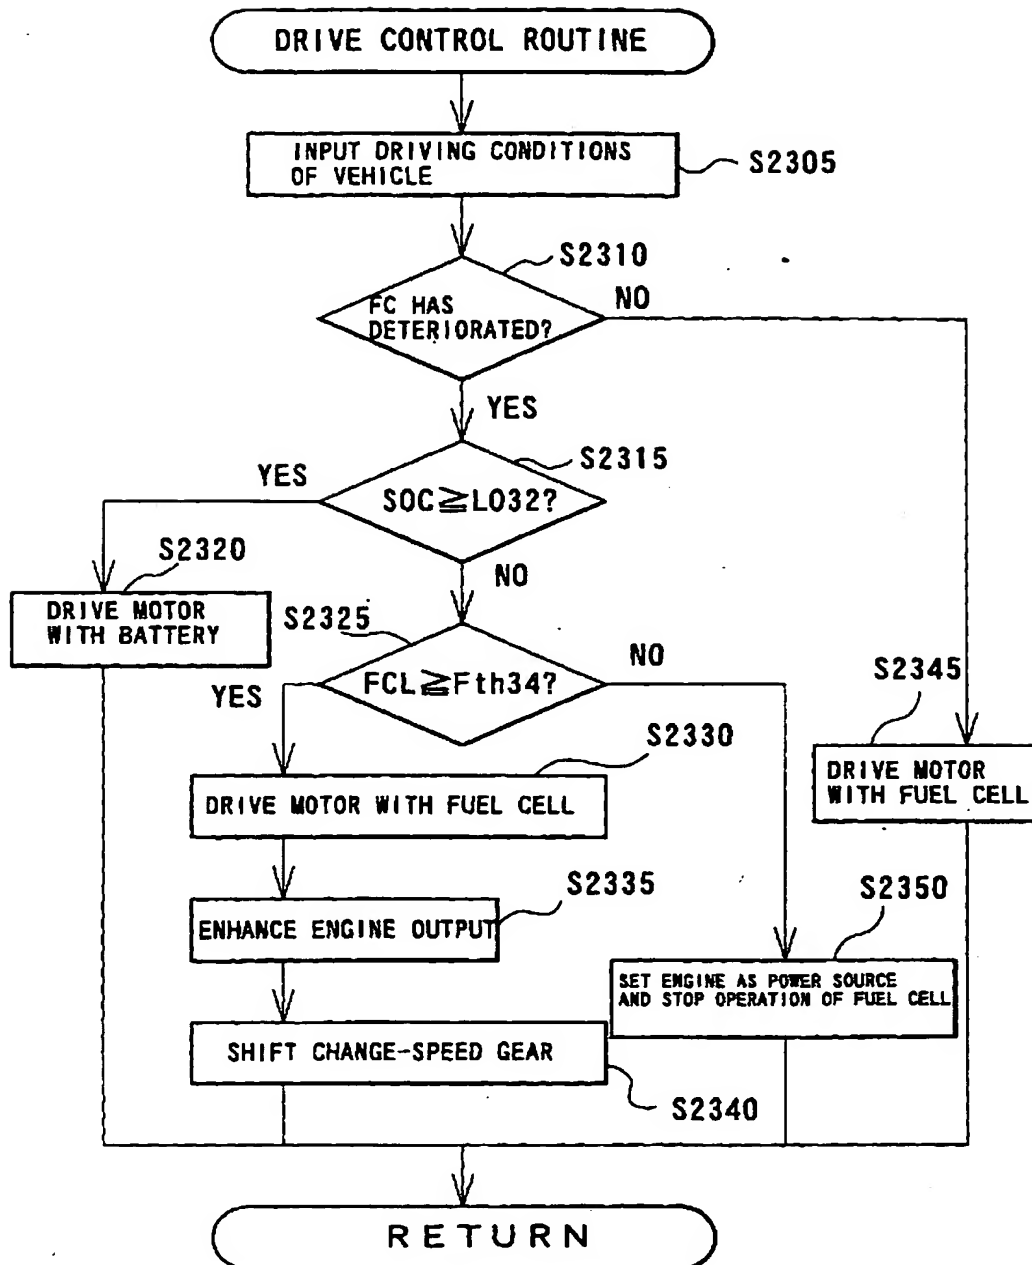 DRIVE CONTROL ROUTINE
INPUT DRIVING CONDITIONS
OF VEHICLE
S2305
S2310
FC HAS
DETERIORATED?
NO
YES
S2315
YES
SOC≧LO32?
S2320
NO
DRIVE MOTOR
WITH BATTERY
S2325
NO
YES
FCL≧Fth34?
S2345
S2330
DRIVE MOTOR
WITH FUEL CELL
DRIVE MOTOR WITH FUEL CELL
S2335
S2350
ENHANCE ENGINE OUTPUT
SET ENGINE AS POWER SOURCE
AND STOP OPERATION OF FUEL CELL
SHIFT CHANGE-SPEED GEAR
S2340
RETURN